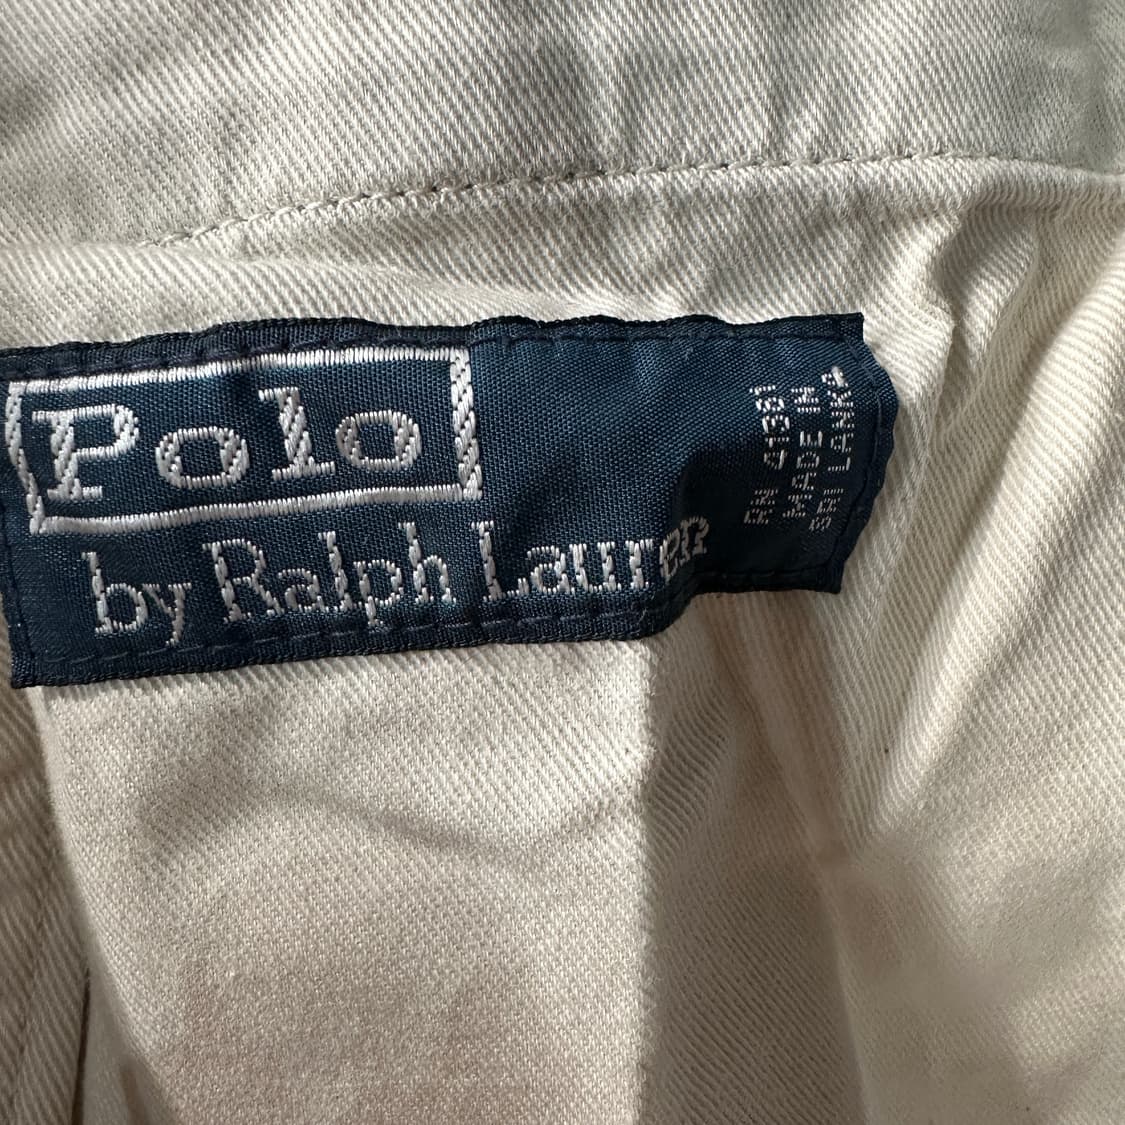 Polo
by Ralph Lauren
RN 41381
MADE IN
SRI LANKA